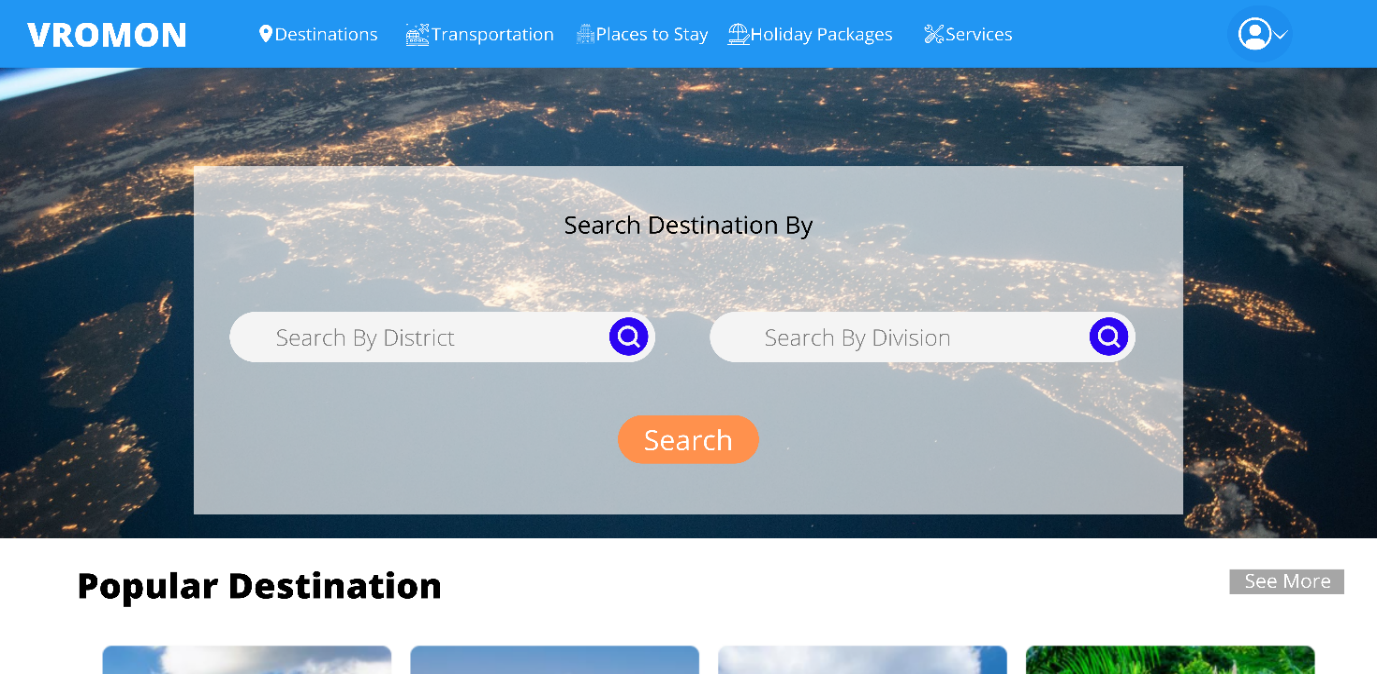 VROMON
Destinations
Transportation
Places to Stay
Holiday Packages
Services
Search Destination By
Search By District
Search By Division
Search
Popular Destination
See More